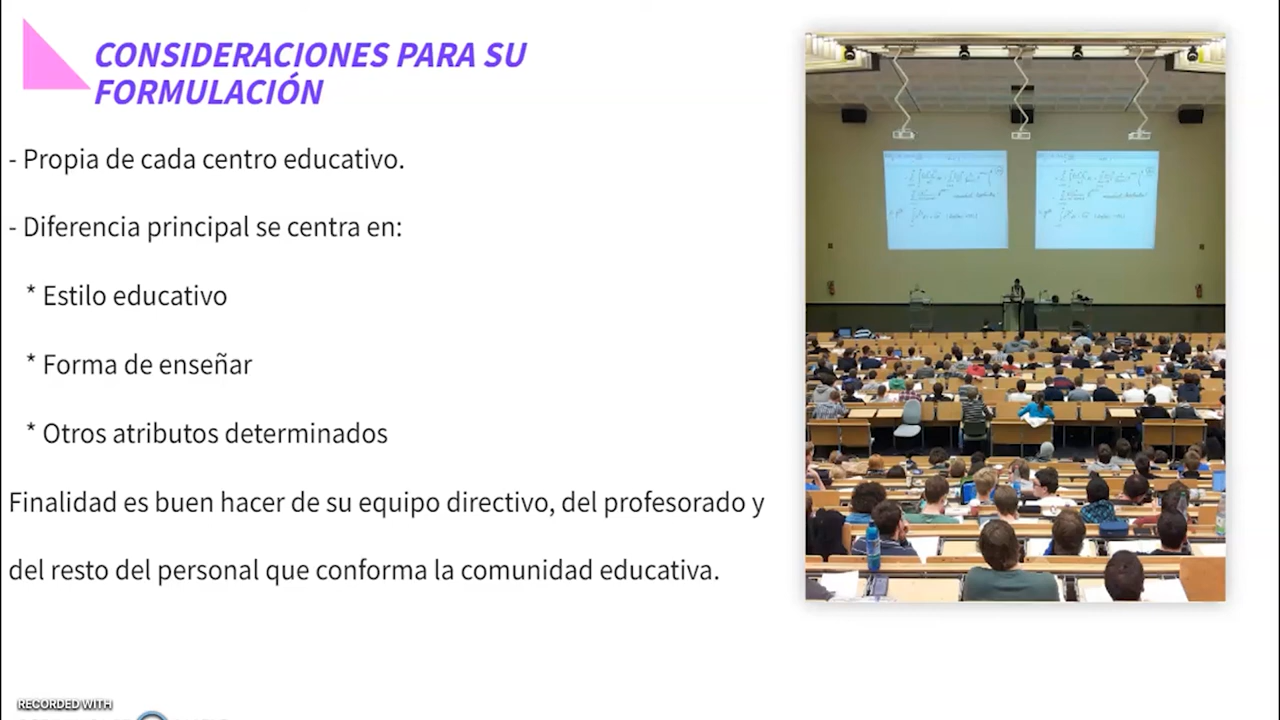 CONSIDERACIONES PARA SU
FORMULACIÓN
- Propia de cada centro educativo.
- Diferencia principal se centra en:
* Estilo educativo
* Forma de enseñar
* Otros atributos determinados
Finalidad es buen hacer de su equipo directivo, del profesorado y
del resto del personal que conforma la comunidad educativa.
RECORDED WITH